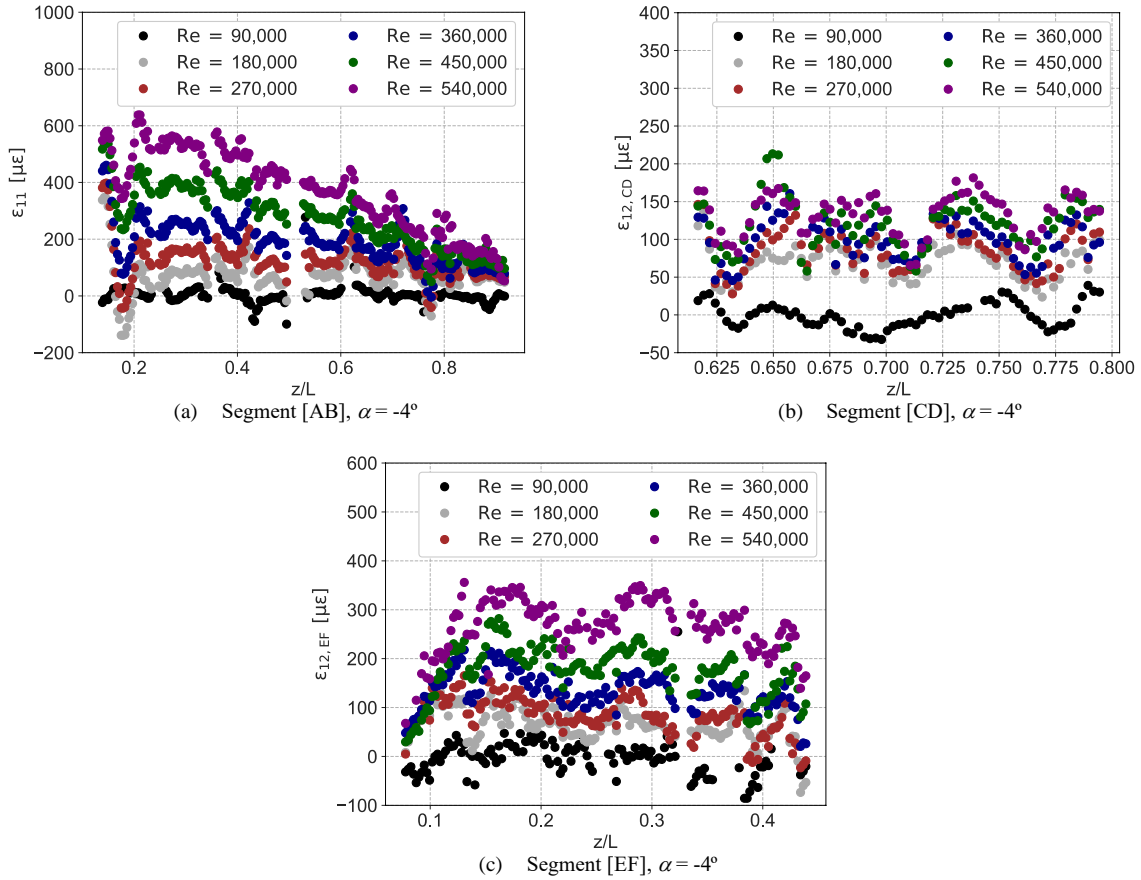 1000
800
600
400
200
0
−200
ε11 [με]
Re = 90,000 Re = 360,000
Re = 180,000 Re = 450,000
Re = 270,000 Re = 540,000
0.2 0.4 0.6 0.8
z/L
(a) Segment [AB], α = -4º
400
350
300
250
200
150
100
50
0
−50
ε12, CD [με]
Re = 90,000 Re = 360,000
Re = 180,000 Re = 450,000
Re = 270,000 Re = 540,000
0.625 0.650 0.675 0.700 0.725 0.750 0.775 0.800
z/L
(b) Segment [CD], α = -4º
600
500
400
300
200
100
0
−100
ε12, EF [με]
Re = 90,000 Re = 360,000
Re = 180,000 Re = 450,000
Re = 270,000 Re = 540,000
0.1 0.2 0.3 0.4
z/L
(c) Segment [EF], α = -4º